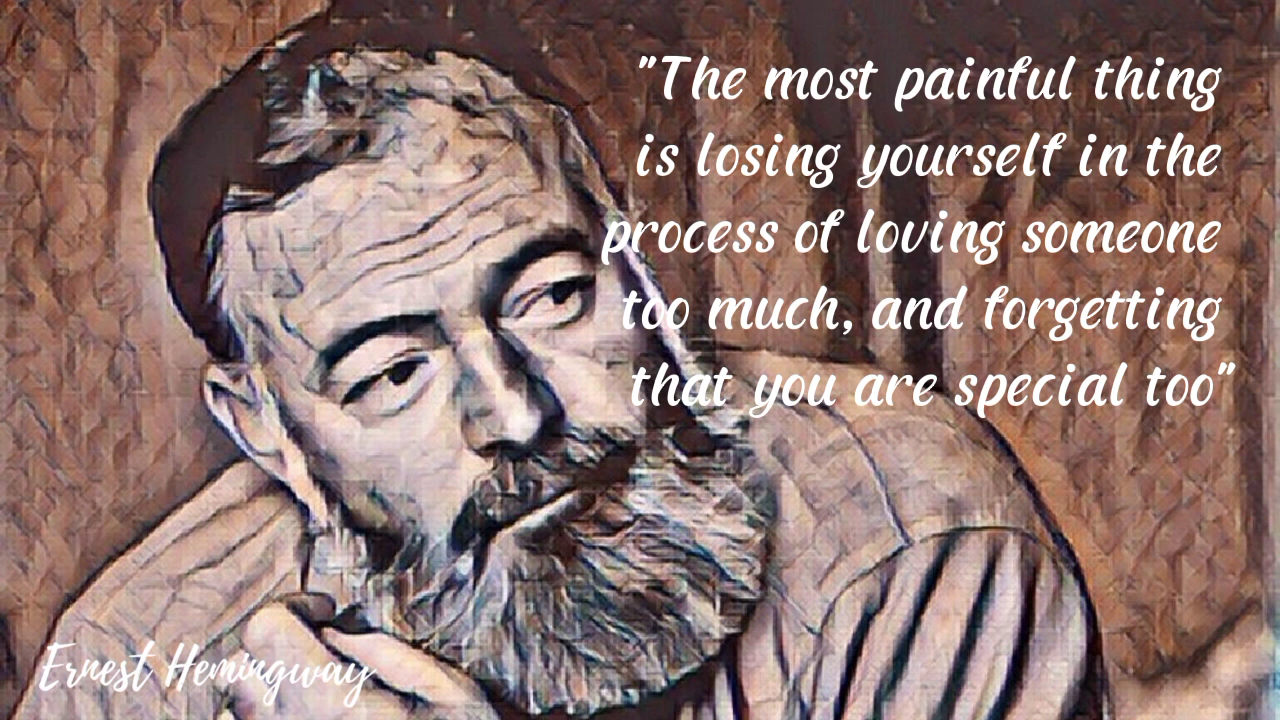 "The most painful thing
is losing yourself in the
process of loving someone
too much, and forgetting
that you are special too"
Ernest Hemingway